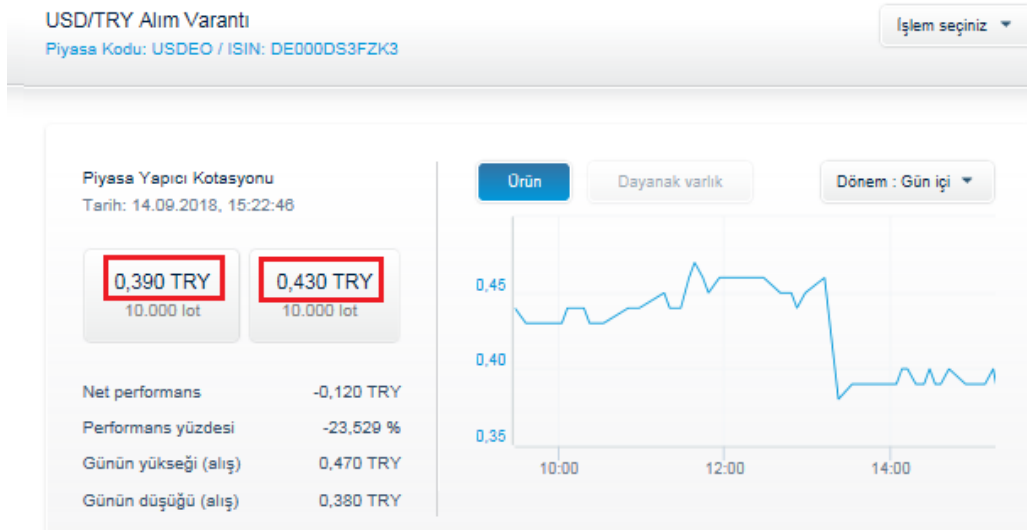 USD/TRY Alım Varantı
Piyasa Kodu: USDEO / ISIN: DE000DS3FZK3
İşlem seçiniz
Piyasa Yapıcı Kotasyonu
Tarih: 14.09.2018, 15:22:46
0,390 TRY
10.000 lot
0,430 TRY
10.000 lot
Net performans -0,120 TRY
Performans yüzdesi -23,529 %
Günün yükseği (alış) 0,470 TRY
Günün düşüğü (alış) 0,380 TRY
Ürün
Dayanak varlık
Dönem : Gün içi
0,45
0,40
0,35
10:00 12:00 14:00